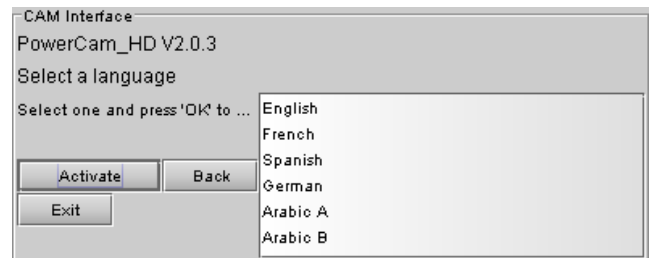 CAM Interface
PowerCam_HD V2.0.3
Select a language
Select one and press 'OK' to ...
English
French
Spanish
German
Arabic A
Arabic B
Activate
Back
Exit